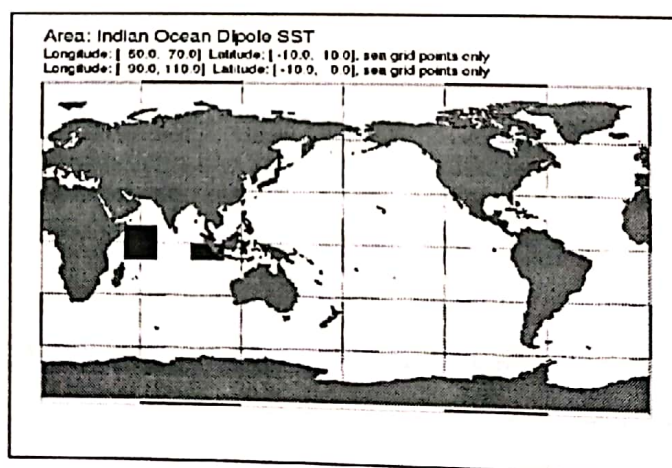 Area: Indian Ocean Dipole SST
Longitude: [ 50.0, 70.0] Latitude: [ -10.0, 10.0], sea grid points only
Longitude: [ 90.0, 110.0] Latitude: [ -10.0, 0.0], sea grid points only